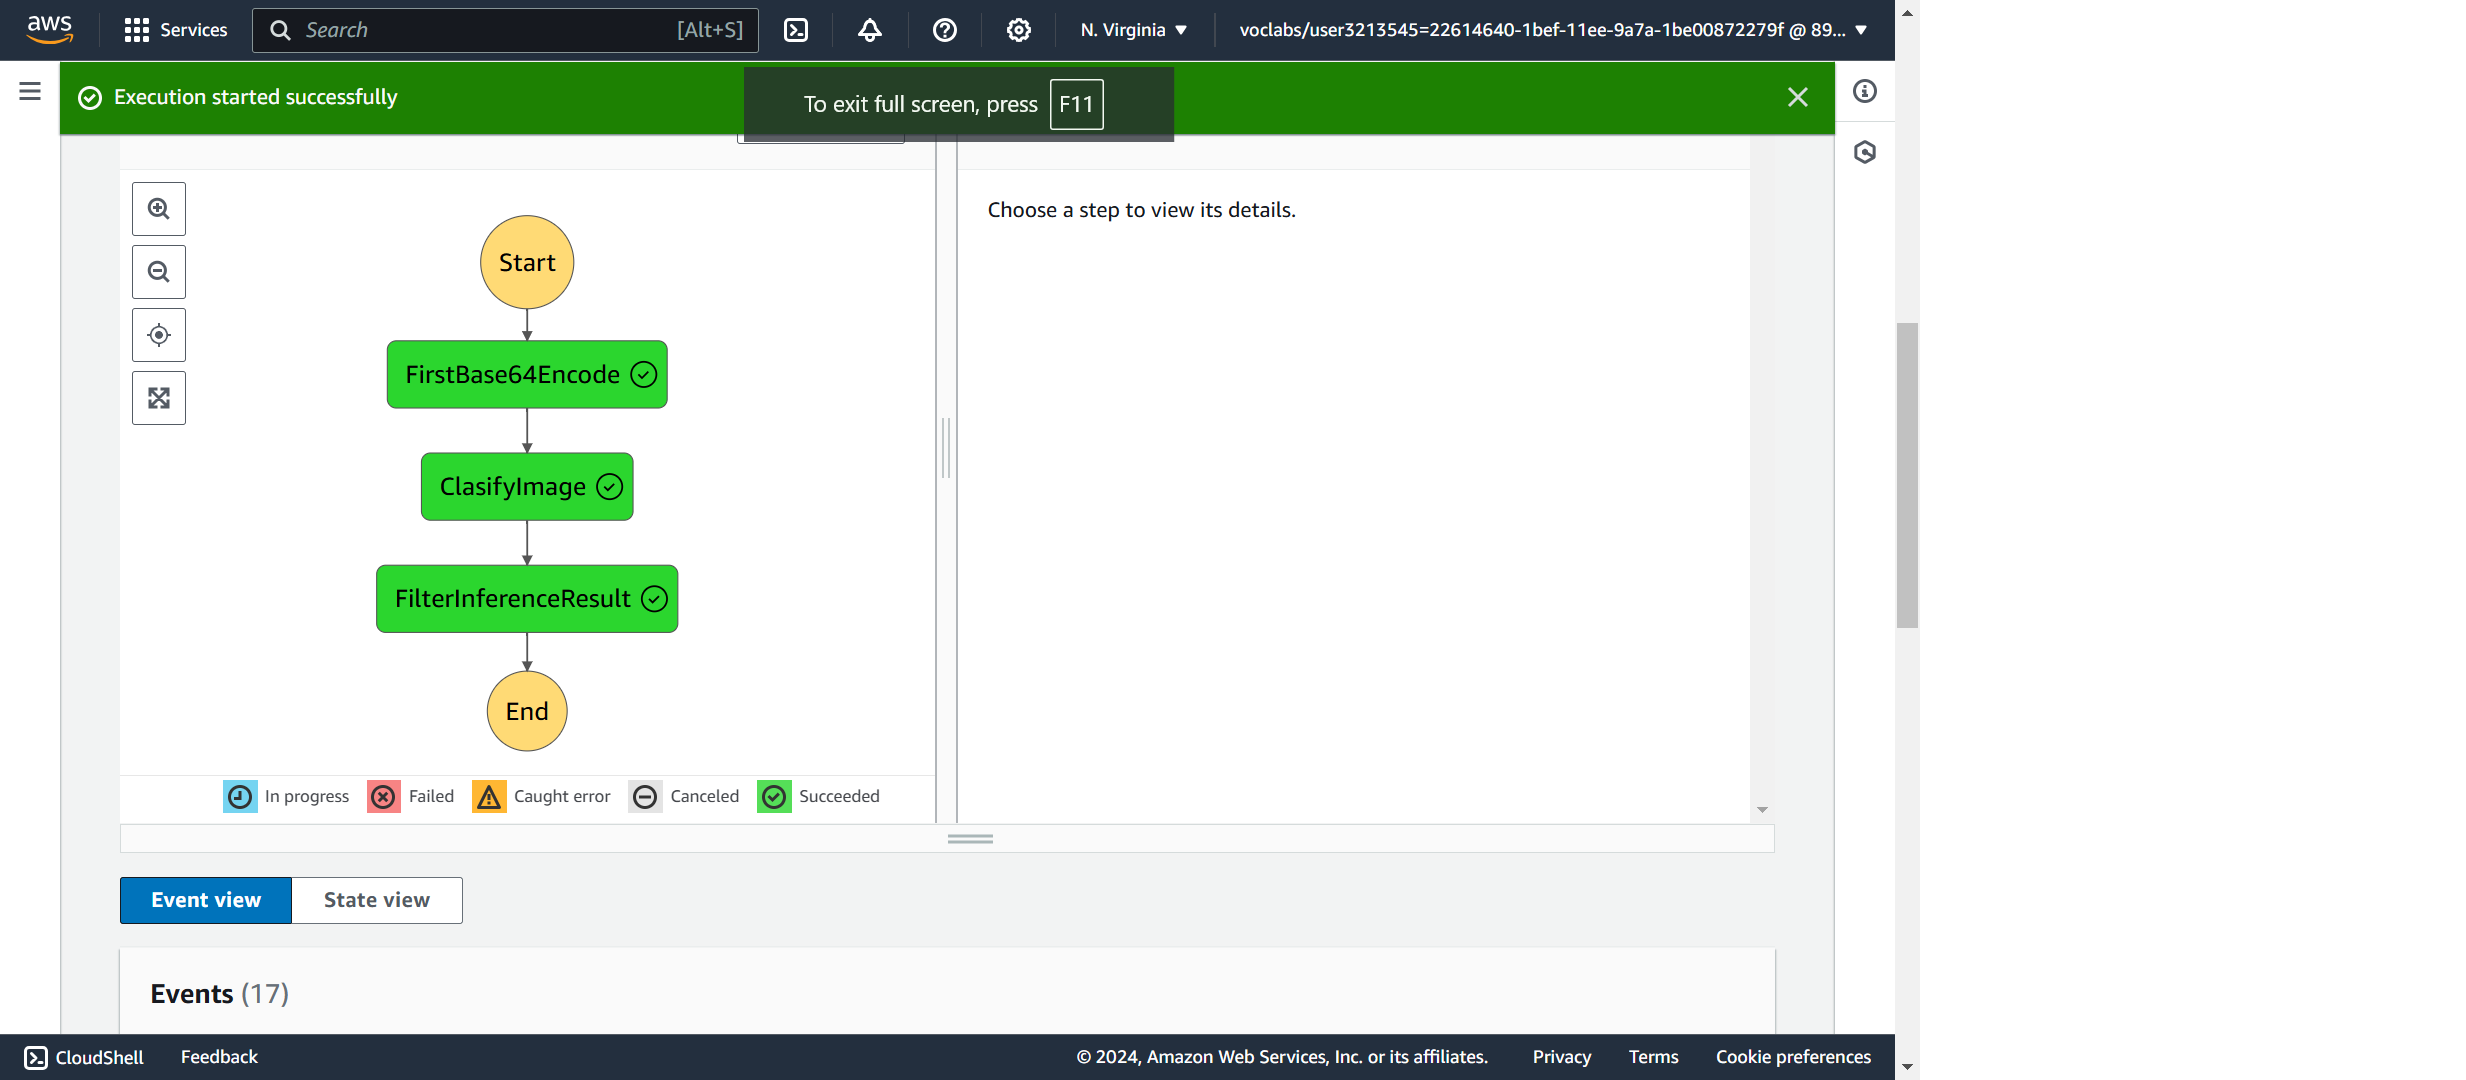 aws Services Search [Alt+S] N. Virginia voclabs/user3213545=22614640-1bef-11ee-9a7a-1be00872279f @ 89...
Execution started successfully
To exit full screen, press F11
Choose a step to view its details.
Start
FirstBase64Encode
ClasifyImage
FilterInferenceResult
End
In progress Failed Caught error Canceled Succeeded
Event view State view
Events (17)
CloudShell Feedback © 2024, Amazon Web Services, Inc. or its affiliates. Privacy Terms Cookie preferences